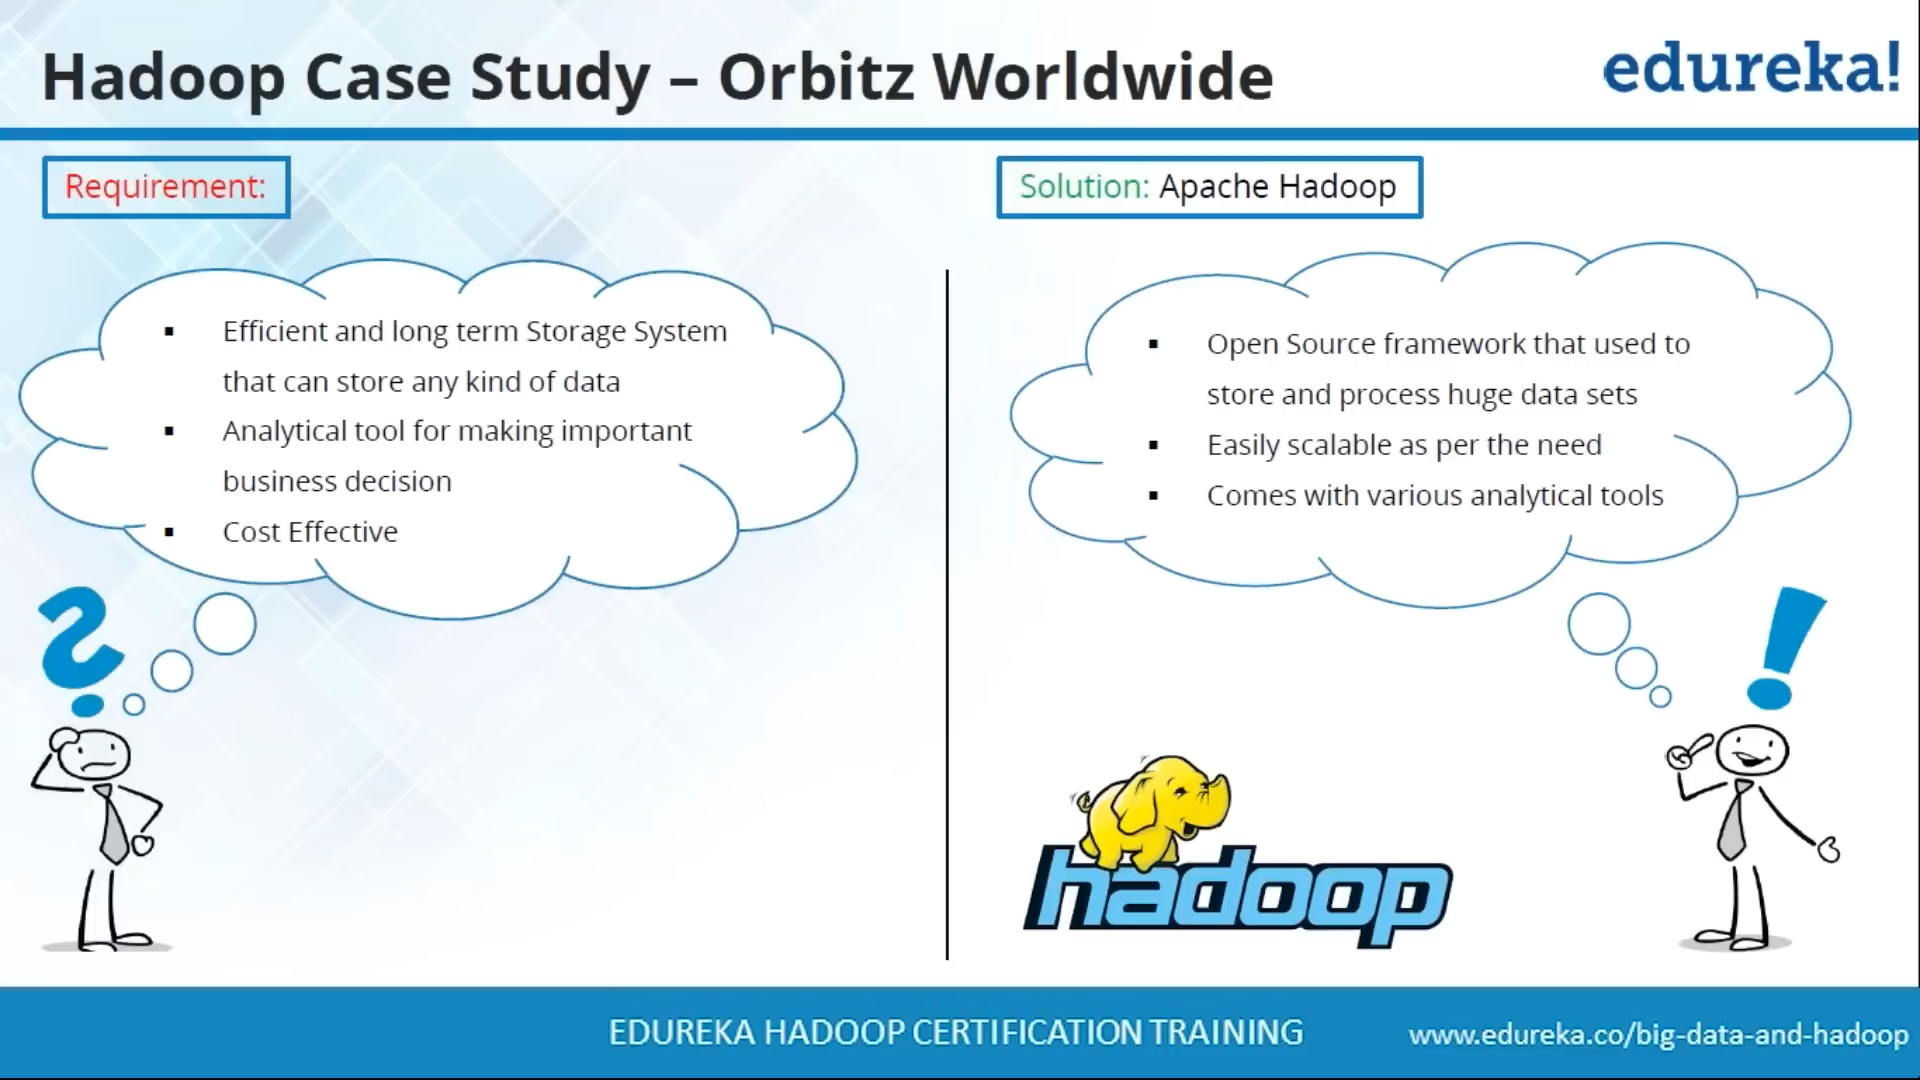 Hadoop Case Study – Orbitz Worldwide
edureka!
Requirement:
▪ Efficient and long term Storage System
that can store any kind of data
▪ Analytical tool for making important
business decision
▪ Cost Effective
Solution: Apache Hadoop
▪ Open Source framework that used to
store and process huge data sets
▪ Easily scalable as per the need
▪ Comes with various analytical tools
hadoop
EDUREKA HADOOP CERTIFICATION TRAINING
www.edureka.co/big-data-and-hadoop